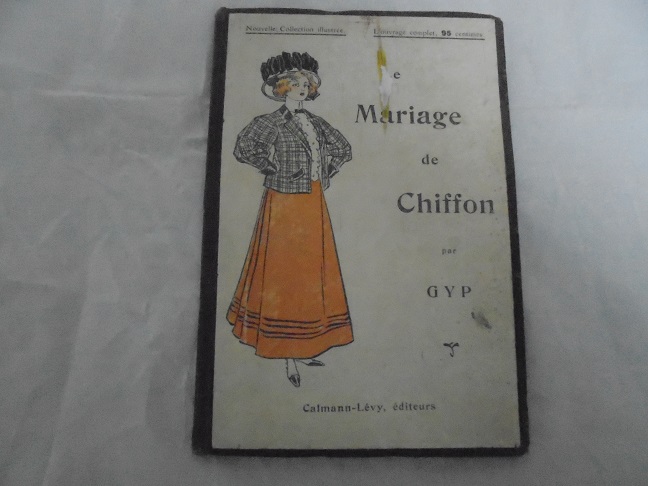 Nouvelle Collection illustrée.
L'ouvrage complet, 95 centimes
e
Mariage
de
Chiffon
par
GYP
Calmann-Lévy, éditeurs